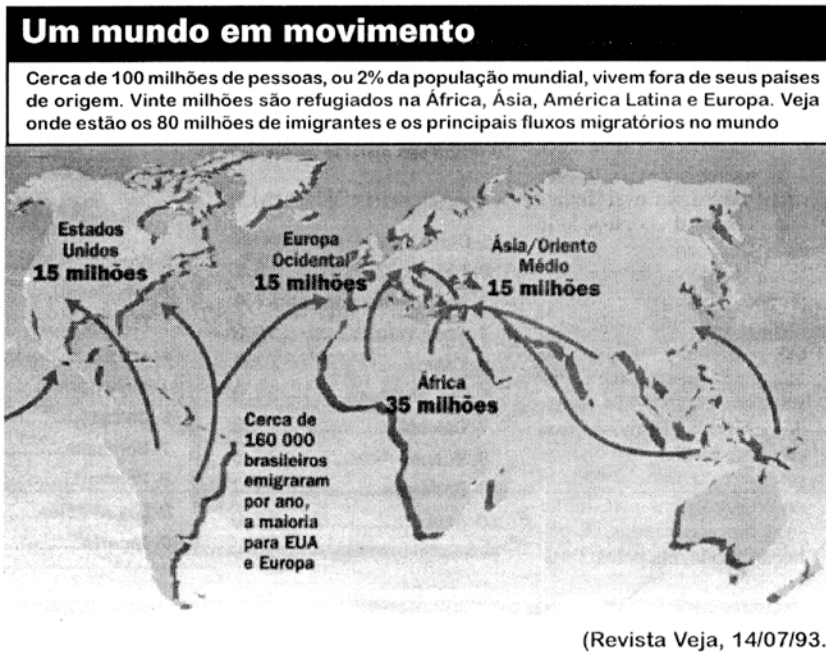 Um mundo em movimento
Cerca de 100 milhões de pessoas, ou 2% da população mundial, vivem fora de seus países
de origem. Vinte milhões são refugiados na África, Ásia, América Latina e Europa. Veja
onde estão os 80 milhões de imigrantes e os principais fluxos migratórios no mundo
Estados
Unidos
15 milhões
Europa
Ocidental
15 milhões
Ásia/Oriente
Médio
15 milhões
África
35 milhões
Cerca de
160 000
brasileiros
emigraram
por ano,
a maioria
para EUA
e Europa
(Revista Veja, 14/07/93.